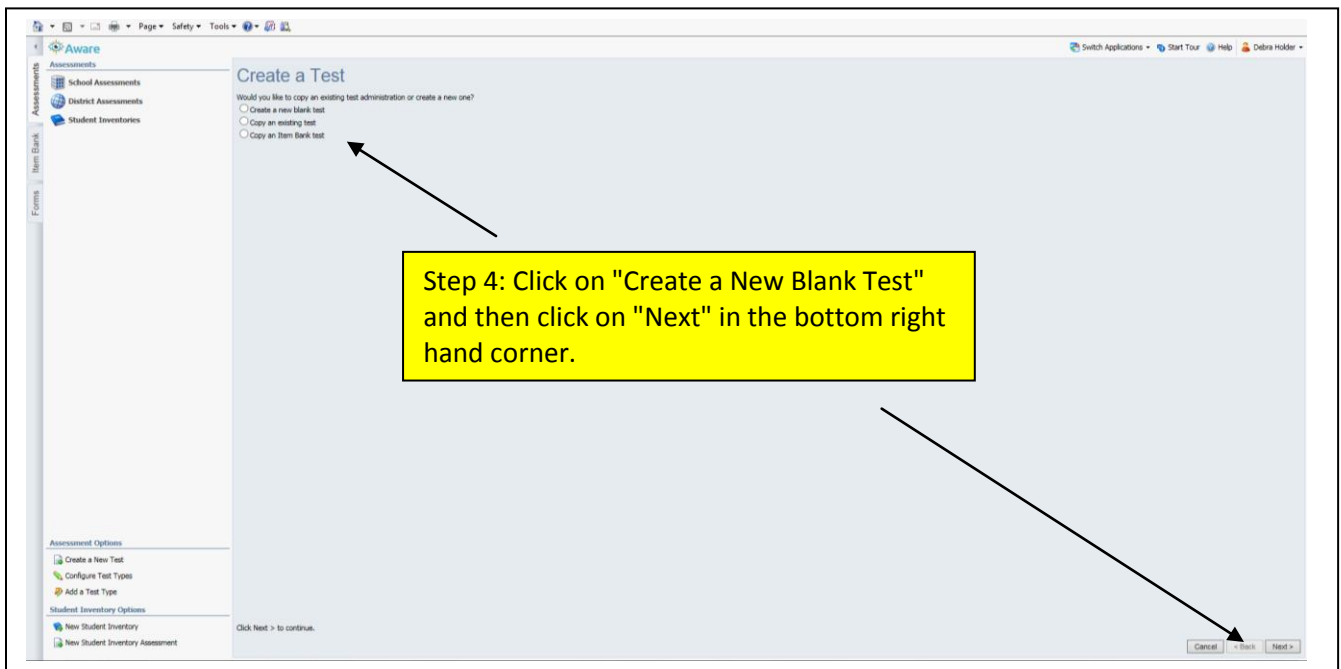 Page Safety Tools
Aware
Switch Applications Start Tour Help Debra Holder
Assessments
Item Bank
Forms
Assessments
School Assessments
District Assessments
Student Inventories
Create a Test
Would you like to copy an existing test administration or create a new one?
Create a new blank test
Copy an existing test
Copy an Item Bank test
Step 4: Click on "Create a New Blank Test"
and then click on "Next" in the bottom right
hand corner.
Assessment Options
Create a New Test
Configure Test Types
Add a Test Type
Student Inventory Options
New Student Inventory
New Student Inventory Assessment
Click Next > to continue.
Cancel < Back Next >